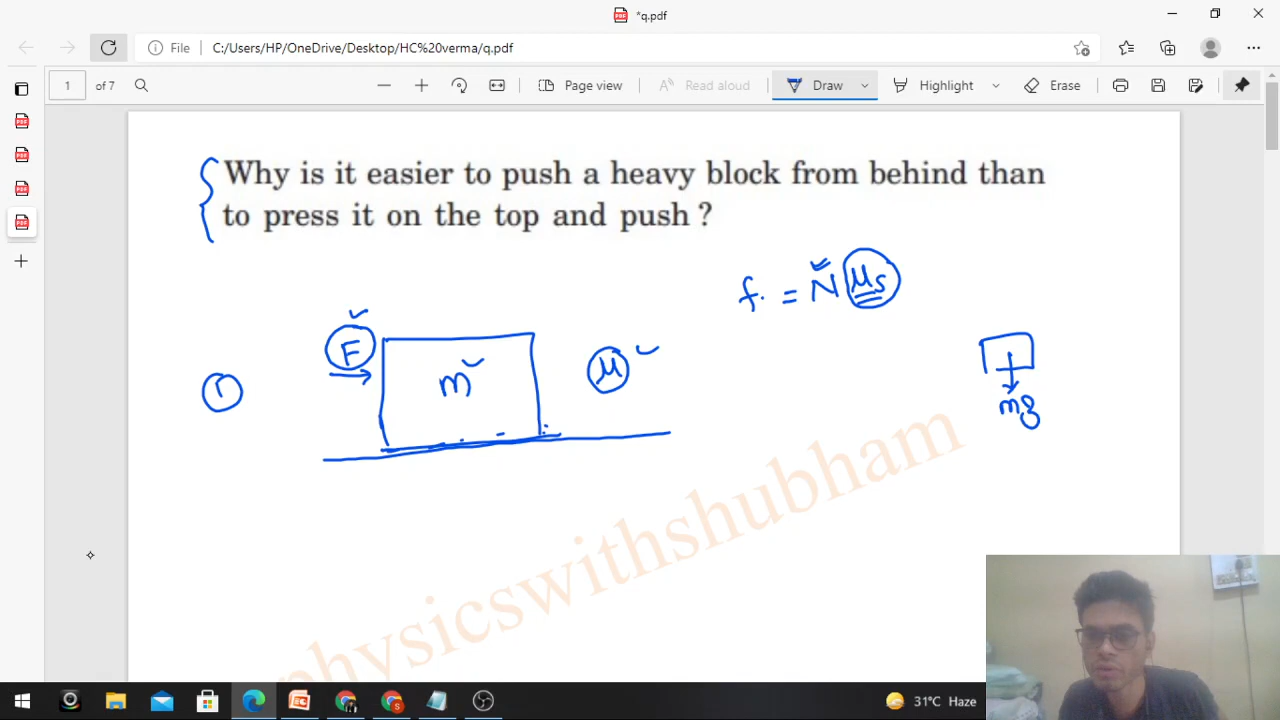 *q.pdf
File C:/Users/HP/OneDrive/Desktop/HC%20verma/q.pdf
1 of 7 Page view Read aloud Draw Highlight Erase
Why is it easier to push a heavy block from behind than
to press it on the top and push ?
f. = N μs
F
m
μ
1
mg
physicswithshubham
31°C Haze